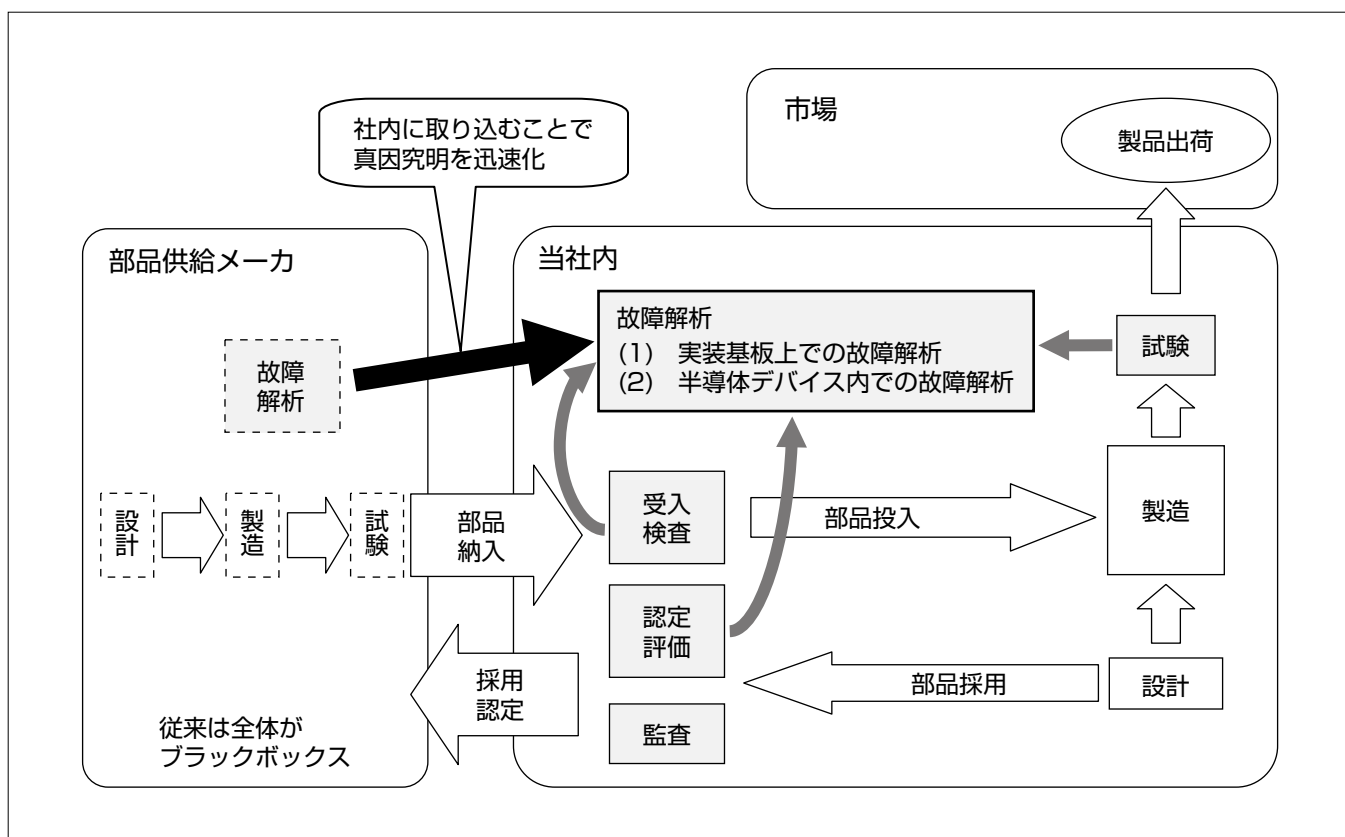 市場
製品出荷
社内に取り込むことで
真因究明を迅速化
部品供給メーカ
当社内
故障
解析
故障解析
(1) 実装基板上での故障解析
(2) 半導体デバイス内での故障解析
試験
設計
製造
試験
部品
納入
受入
検査
部品投入
製造
認定
評価
採用
認定
部品採用
設計
監査
従来は全体が
ブラックボックス